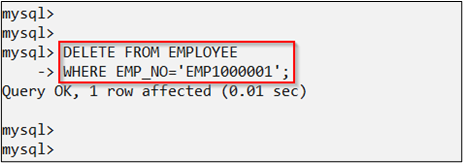 mysql>
mysql>
mysql> DELETE FROM EMPLOYEE
-> WHERE EMP_NO='EMP1000001';
Query OK, 1 row affected (0.01 sec)
mysql>
mysql>